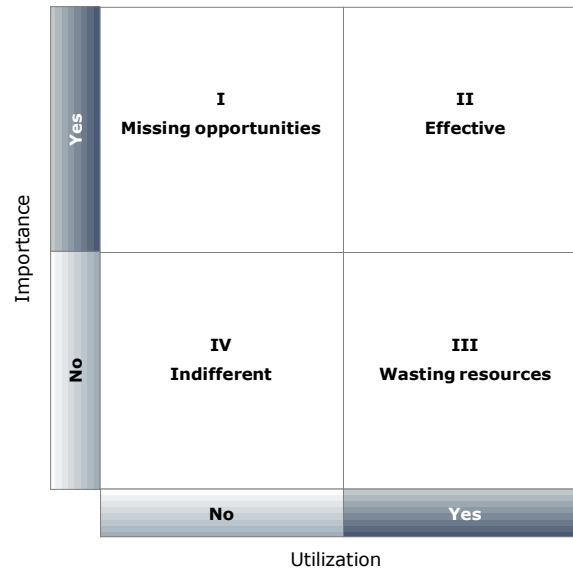 Importance
Yes
I
Missing opportunities
II
Effective
No
IV
Indifferent
III
Wasting resources
No
Yes
Utilization